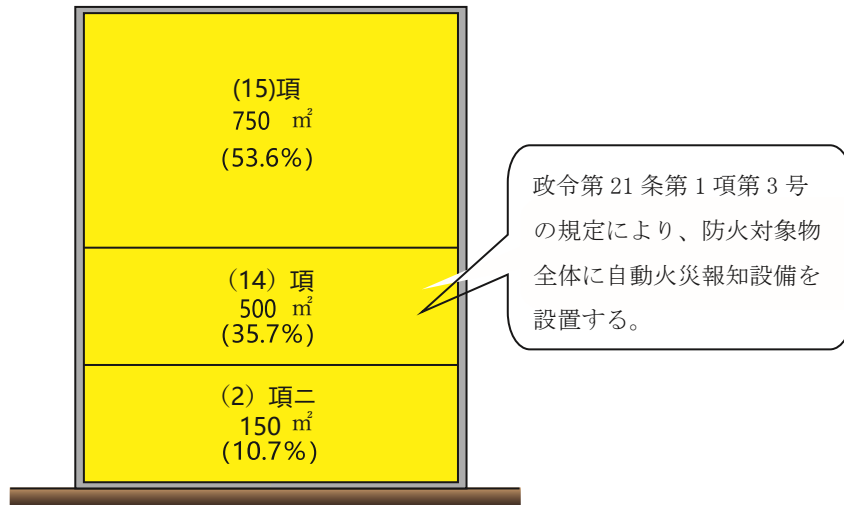 (15)項
750 ㎡
(53.6%)
（14）項
500 ㎡
(35.7%)
（2）項ニ
150 ㎡
(10.7%)
政令第 21 条第 1 項第 3 号
の規定により、防火対象物
全体に自動火災報知設備を
設置する。